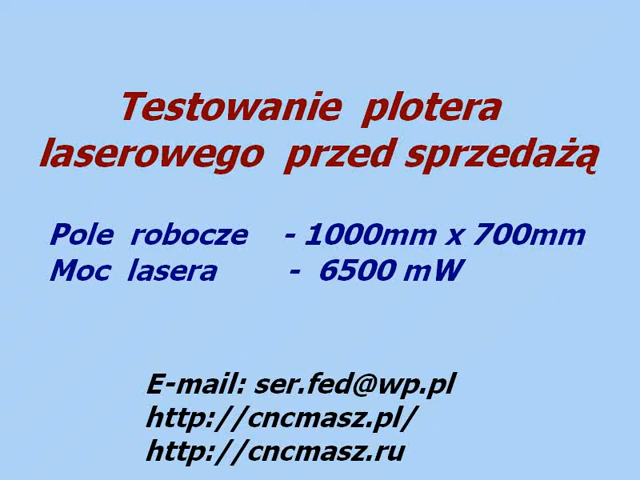 Testowanie plotera
laserowego przed sprzedażą
Pole robocze - 1000mm x 700mm
Moc lasera - 6500 mW
E-mail: ser.fed@wp.pl
http://cncmasz.pl/
http://cncmasz.ru